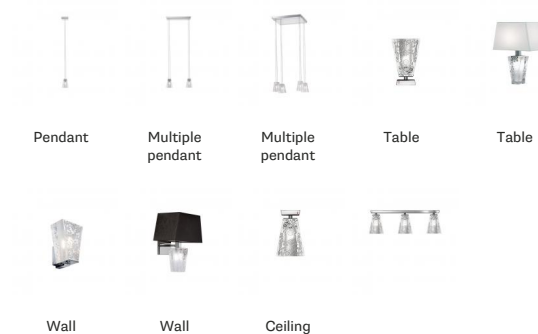 Pendant
Multiple
pendant
Multiple
pendant
Table
Table
Wall
Wall
Ceiling